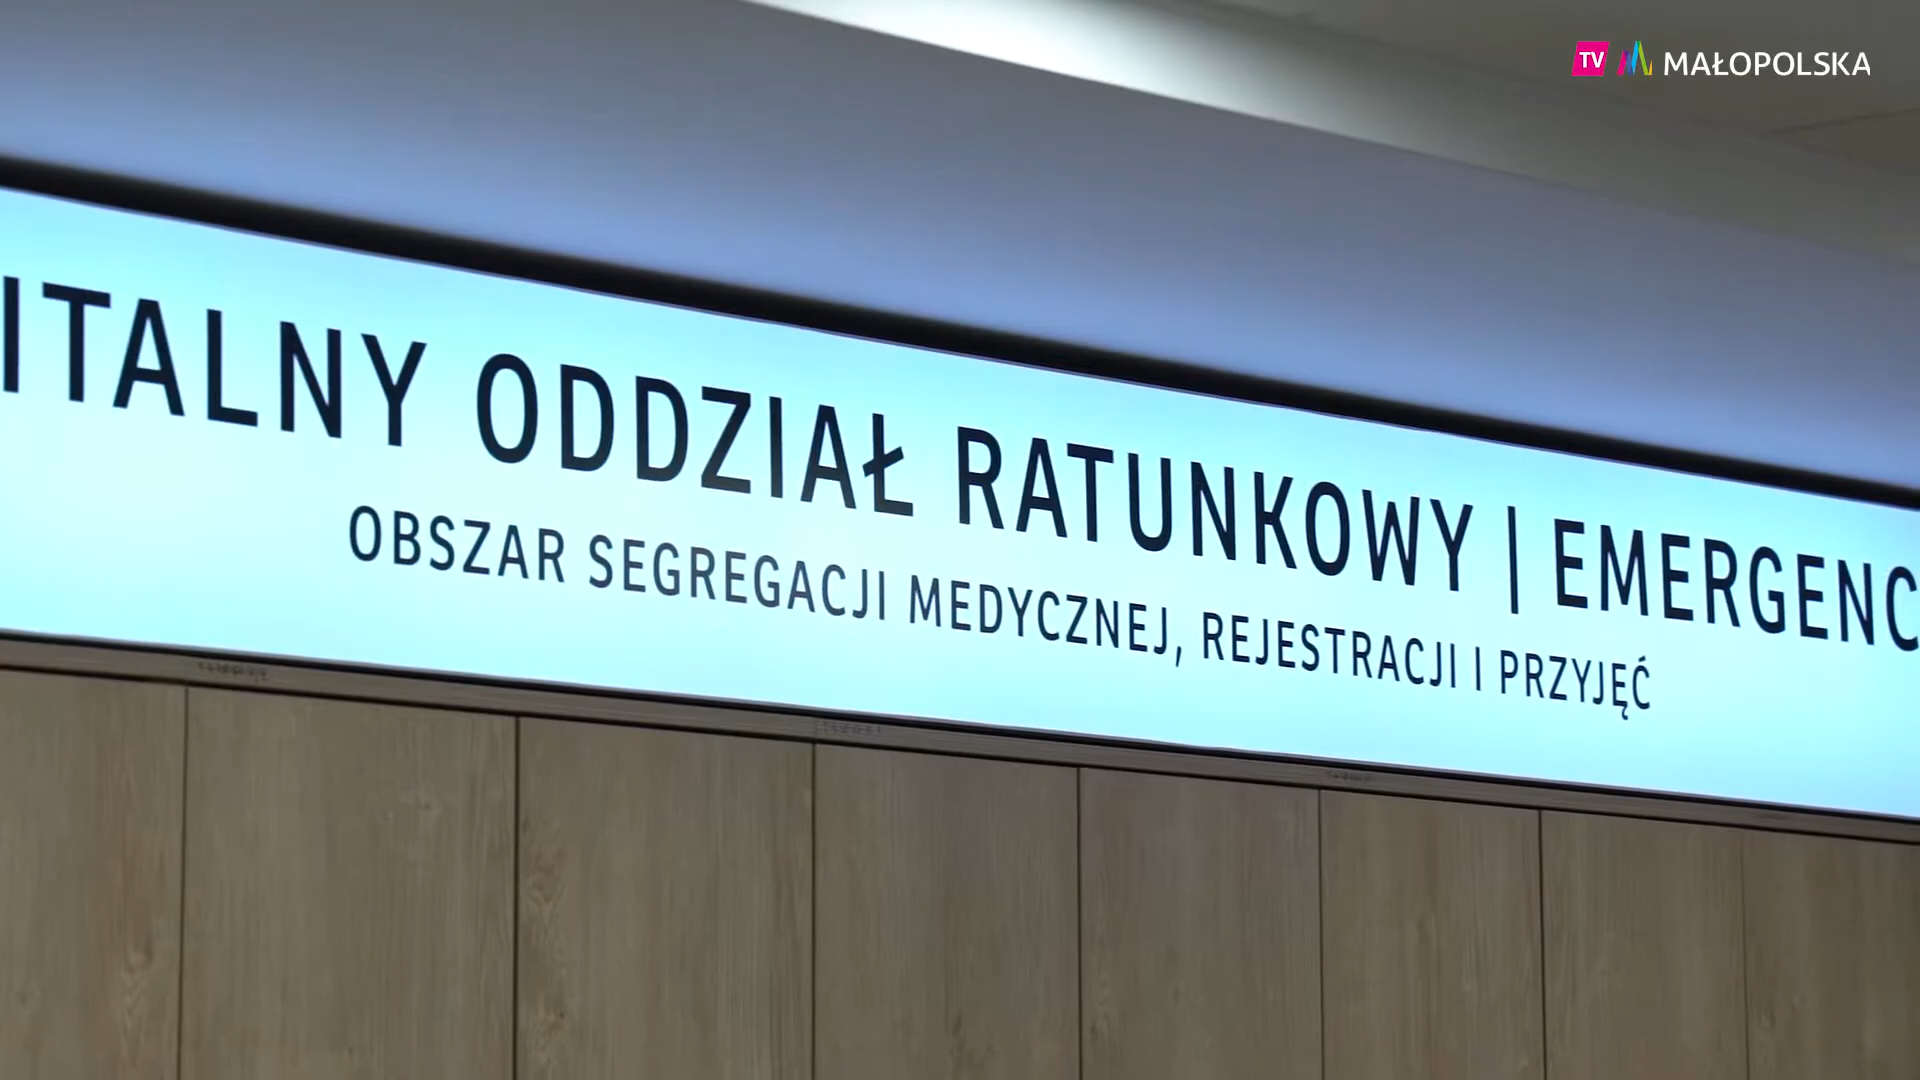 TV MAŁOPOLSKA
ITALNY ODDZIAŁ RATUNKOWY | EMERGENC
OBSZAR SEGREGACJI MEDYCZNEJ, REJESTRACJI I PRZYJĘĆ